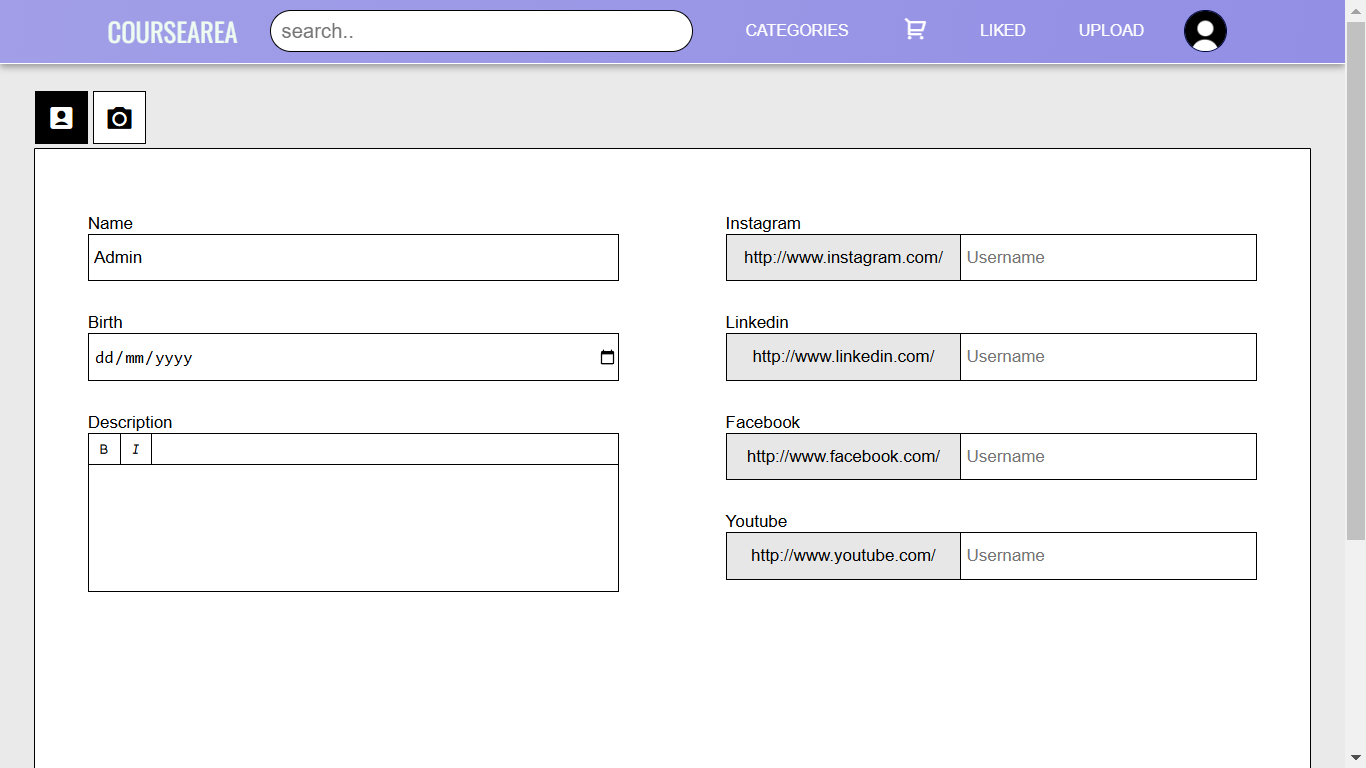 COURSEAREA
search..
CATEGORIES
LIKED
UPLOAD
Name
Admin
Birth
dd/mm/yyyy
Description
B I
Instagram
http://www.instagram.com/ Username
Linkedin
http://www.linkedin.com/ Username
Facebook
http://www.facebook.com/ Username
Youtube
http://www.youtube.com/ Username